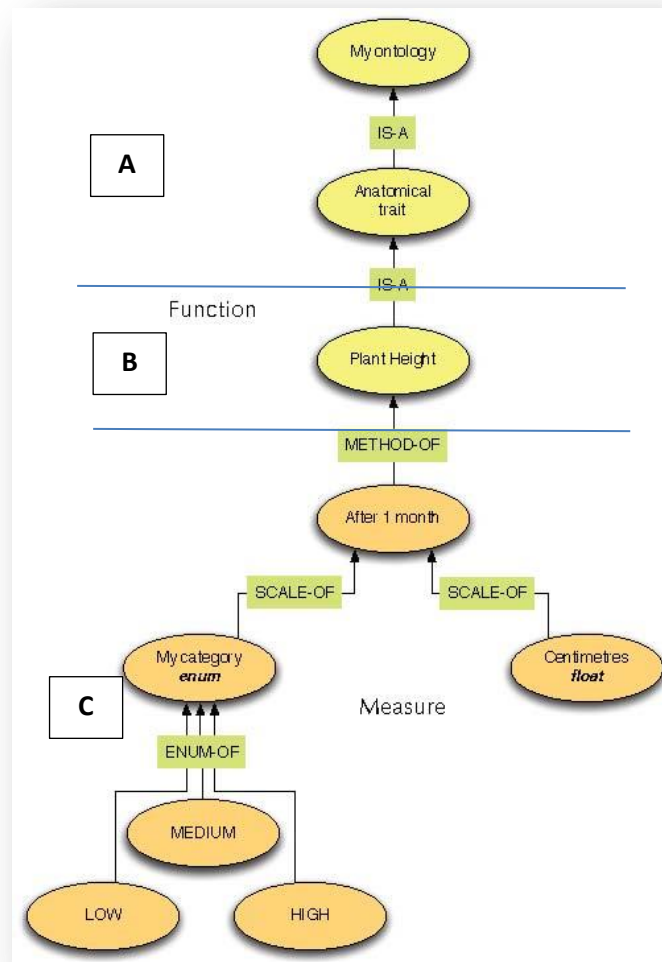 My ontology
IS-A
A
Anatomical
trait
IS-A
Function
B
Plant Height
METHOD-OF
After 1 month
SCALE-OF
SCALE-OF
My category
enum
Centimetres
float
C
Measure
ENUM-OF
MEDIUM
LOW
HIGH